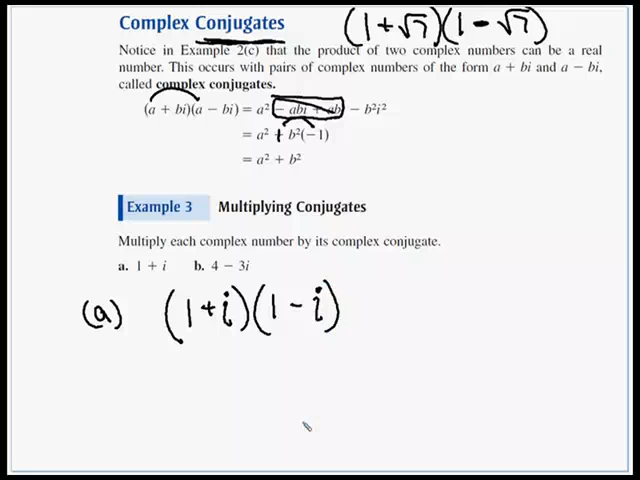 Complex Conjugates (1 + √7)(1 - √7)
Notice in Example 2(c) that the product of two complex numbers can be a real
number. This occurs with pairs of complex numbers of the form a + bi and a − bi,
called complex conjugates.
(a + bi)(a − bi) = a² − abi + ab − b²i²
= a² + b²(−1)
= a² + b²
Example 3 Multiplying Conjugates
Multiply each complex number by its complex conjugate.
a. 1 + i b. 4 − 3i
(a) (1 + i)(1 - i)